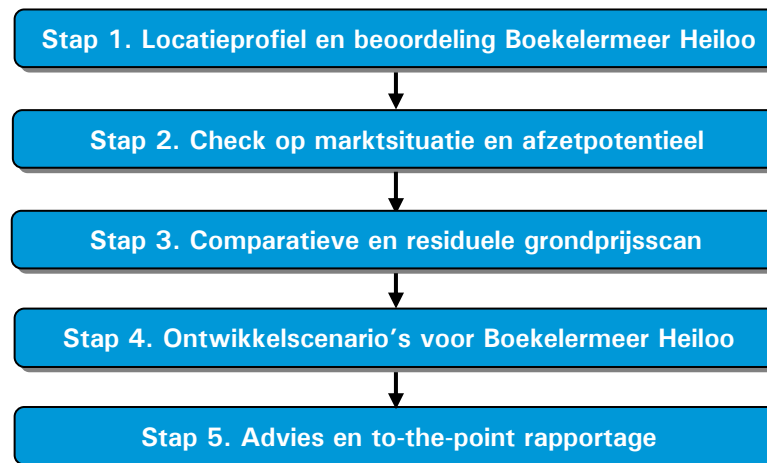 Stap 1. Locatieprofiel en beoordeling Boekelermeer Heiloo
Stap 2. Check op marktsituatie en afzetpotentieel
Stap 3. Comparatieve en residuele grondprijsscan
Stap 4. Ontwikkelscenario's voor Boekelermeer Heiloo
Stap 5. Advies en to-the-point rapportage